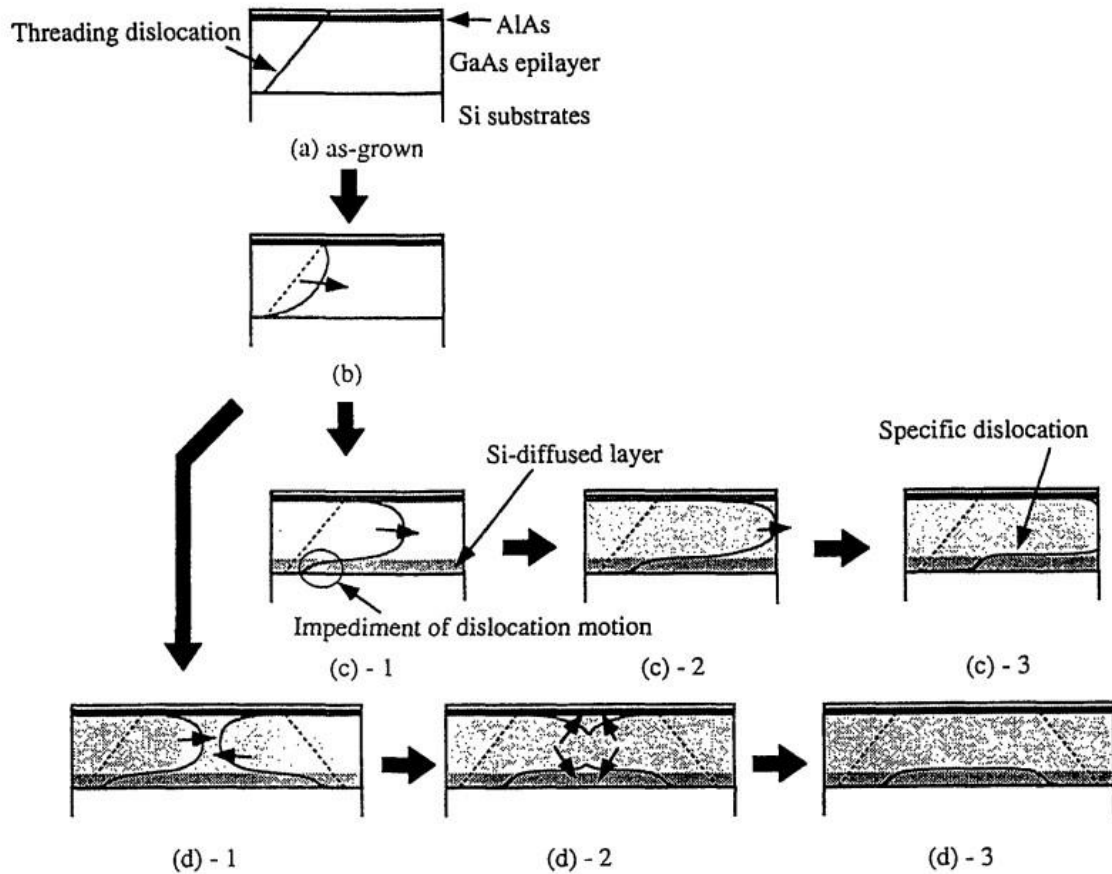 Threading dislocation
AlAs
GaAs epilayer
Si substrates
(a) as-grown
(b)
Specific dislocation
Si-diffused layer
Impediment of dislocation motion
(c) - 1
(c) - 2
(c) - 3
(d) - 1
(d) - 2
(d) - 3